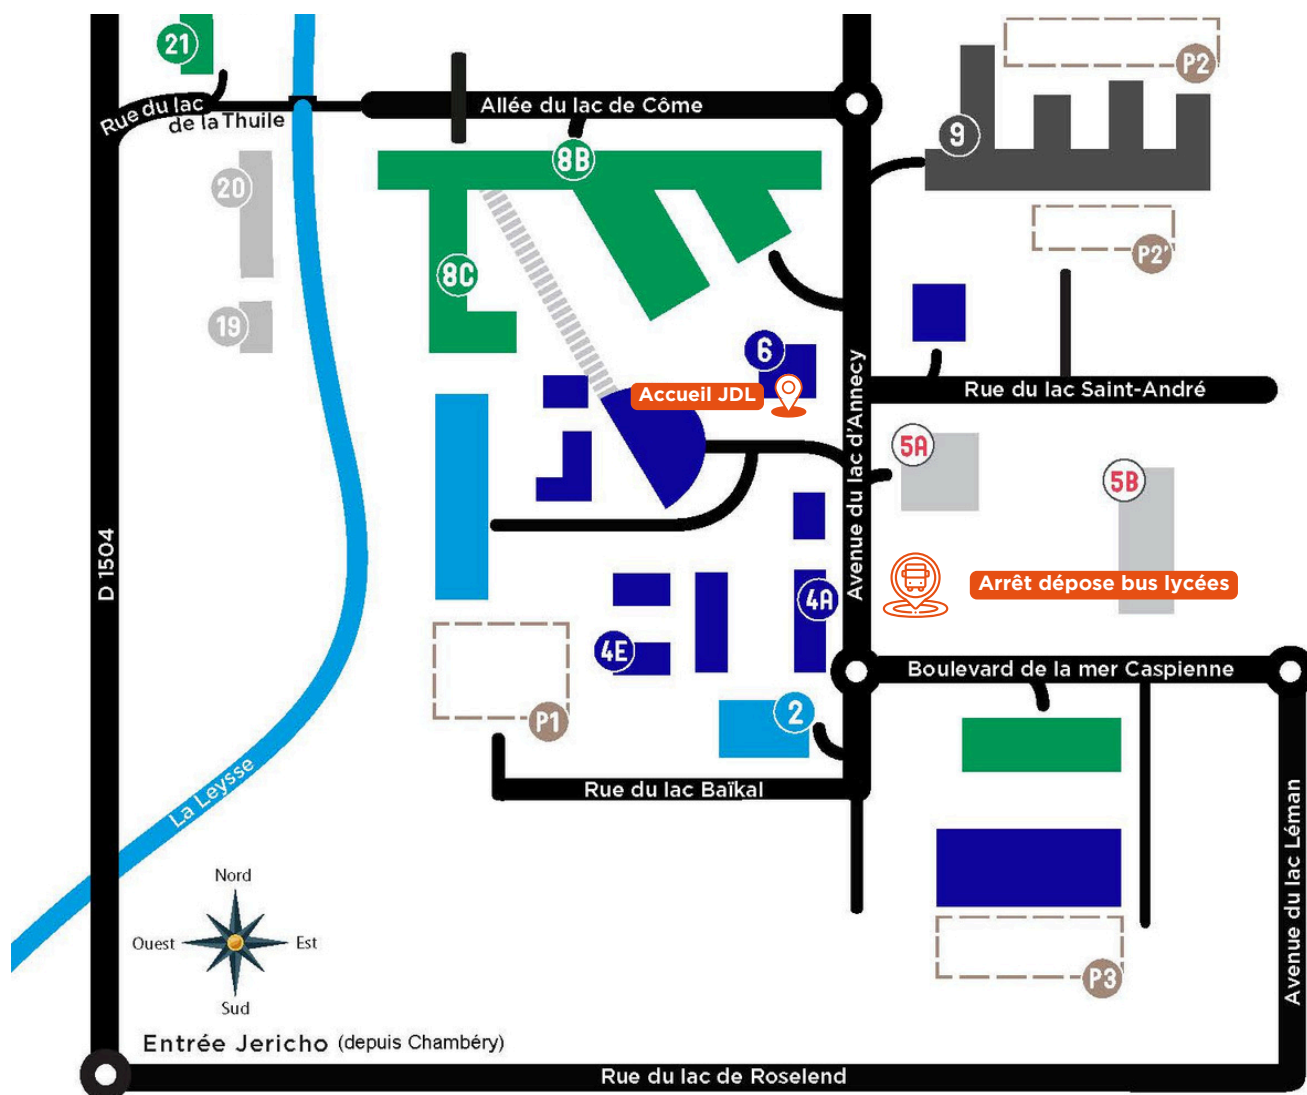 21
P2
Rue du lac
de la Thuile
Allée du lac de Côme
9
8B
20
P2'
8C
19
6
Accueil JDL
Rue du lac Saint-André
Avenue du lac d'Annecy
5A
5B
D 1504
Arrêt dépose bus lycées
4A
4E
Boulevard de la mer Caspienne
2
P1
La Leysse
Rue du lac Baïkal
Avenue du lac Léman
Nord
Ouest
Est
Sud
P3
Entrée Jericho (depuis Chambéry)
Rue du lac de Roselend